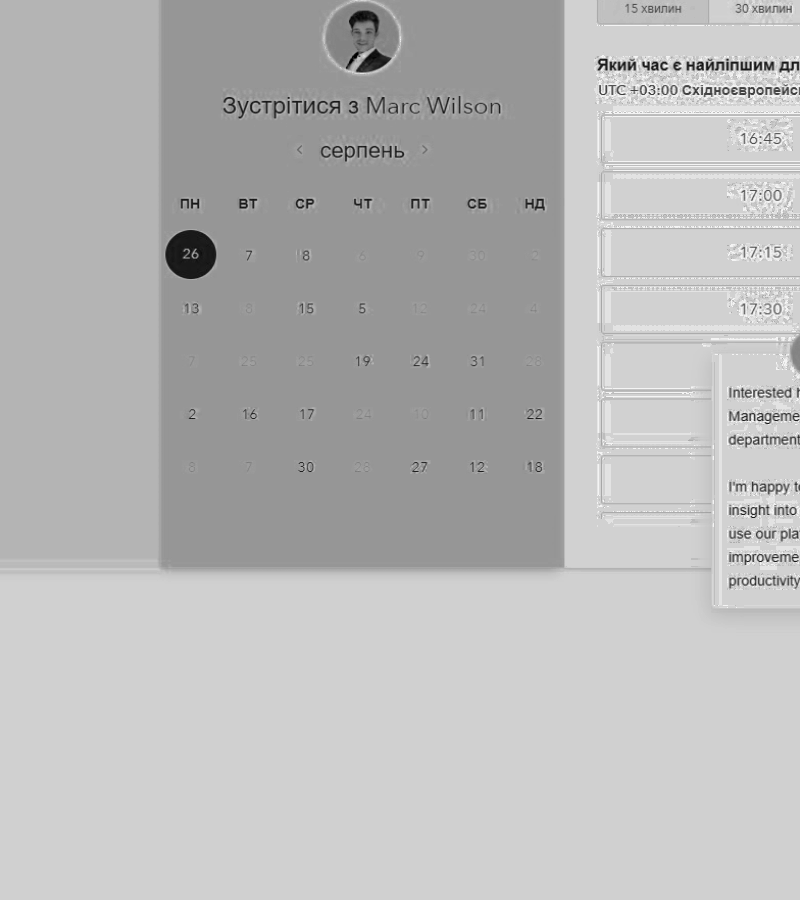 15 хвилин 30 хвилин
Зустрітися з Marc Wilson
серпень
ПН ВТ СР ЧТ ПТ СБ НД
26 7 8 6 9 30 2
13 8 15 5 12 24 4
7 25 25 19 24 31 28
2 16 17 24 10 11 22
8 7 30 28 27 12 18
Який час є найліпшим дл
UTC +03:00 Східноєвропейсь
16:45
17:00
17:15
17:30
Interested h
Manageme
department
I'm happy to
insight into
use our pla
improveme
productivity